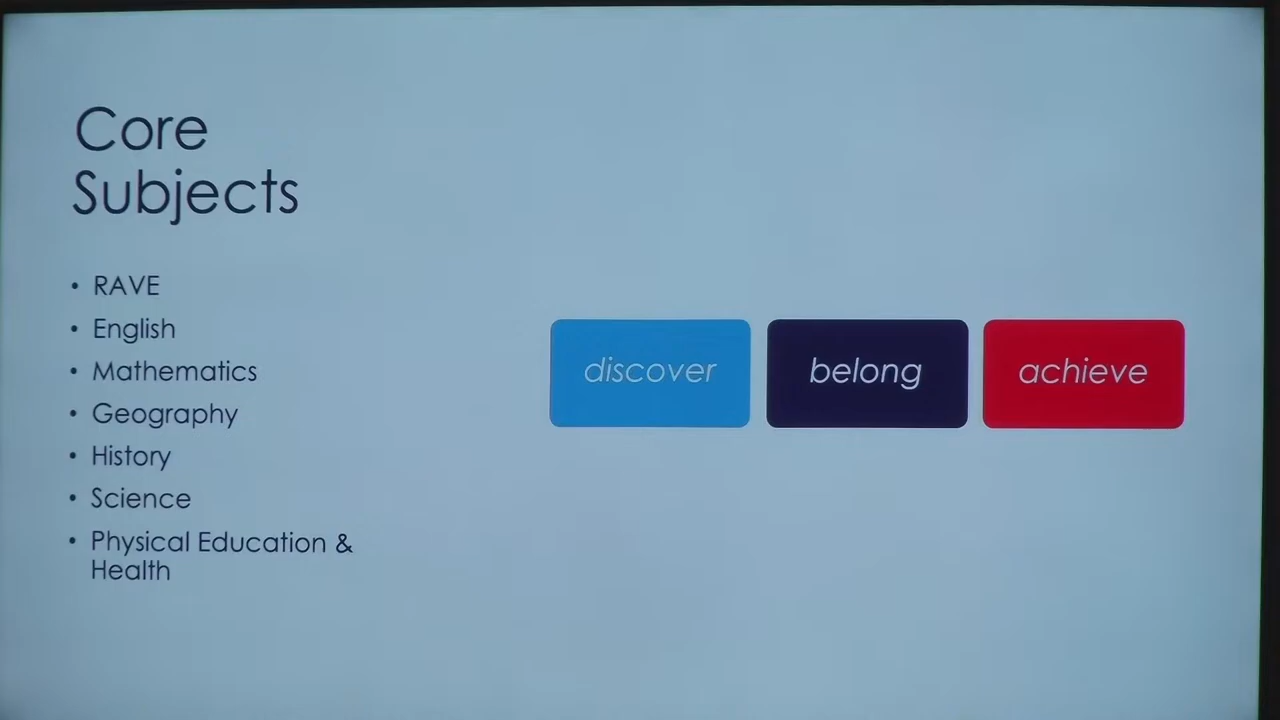 Core
Subjects
• RAVE
• English
• Mathematics
• Geography
• History
• Science
• Physical Education &
Health
discover
belong
achieve